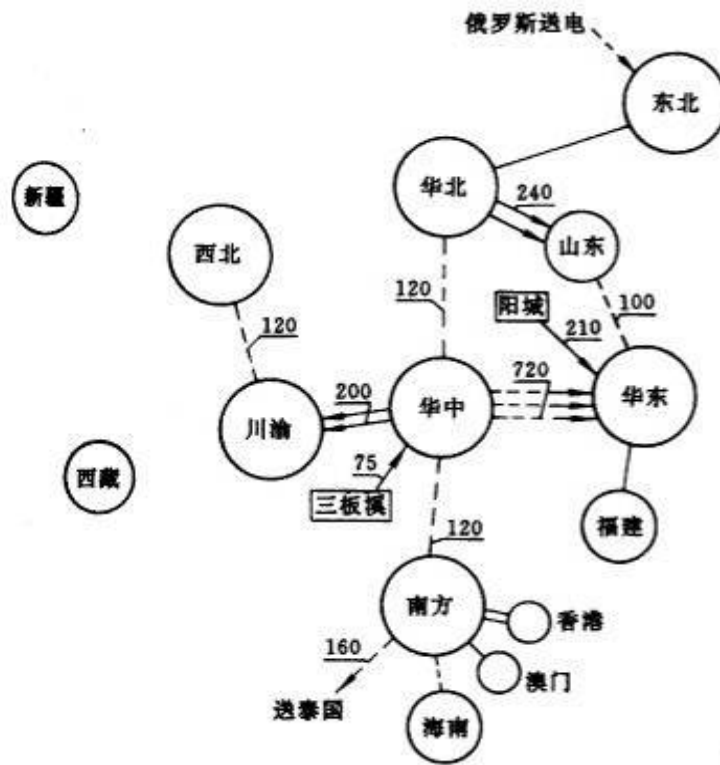 俄罗斯送电
东北
华北
240
新疆
西北
山东
120
阳城
100
120
210
200
华中
720
华东
川渝
75
西藏
三板溪
福建
120
南方
香港
160
澳门
送泰国
海南